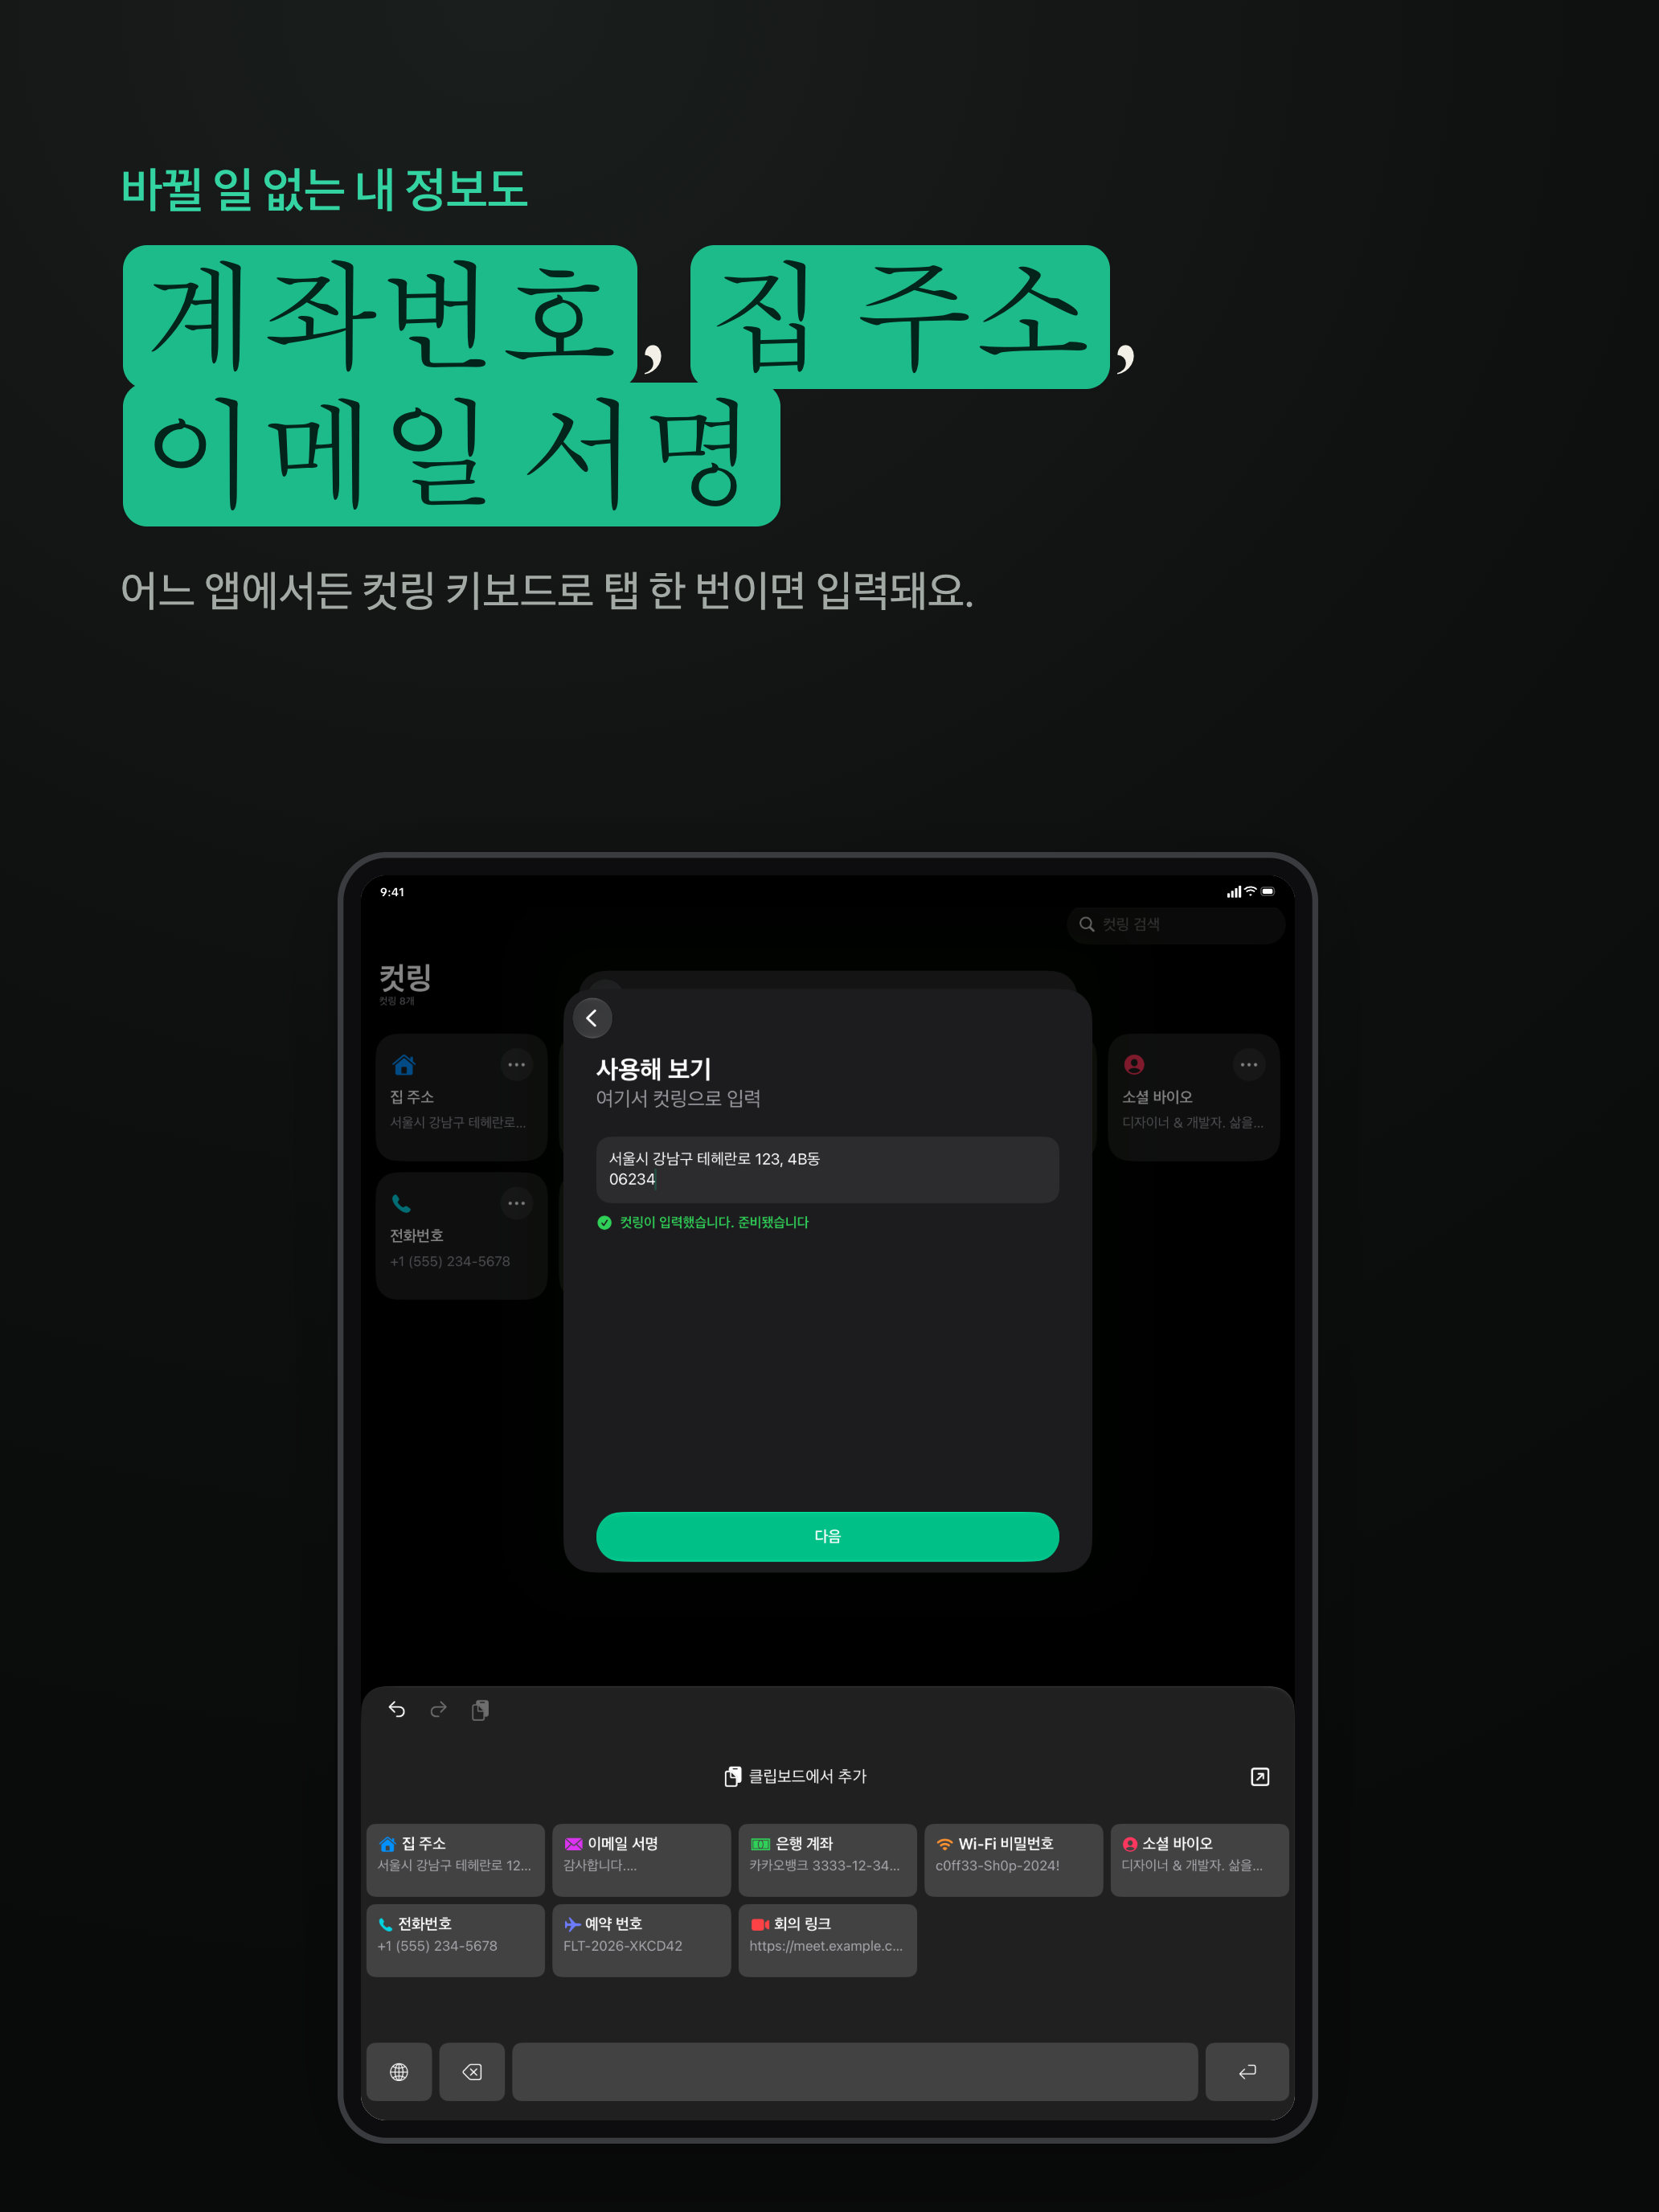 바뀔 일 없는 내 정보도
계좌번호, 집 주소,
이메일 서명
어느 앱에서든 컷링 키보드로 탭 한 번이면 입력돼요.
9:41
컷링 검색
컷링
컷링 8개
집 주소
서울시 강남구 테헤란로...
소셜 바이오
디자이너 & 개발자. 삶을...
전화번호
+1 (555) 234-5678
사용해 보기
여기서 컷링으로 입력
서울시 강남구 테헤란로 123, 4B동
06234
컷링이 입력했습니다. 준비됐습니다
다음
클립보드에서 추가
집 주소
서울시 강남구 테헤란로 12...
이메일 서명
감사합니다....
은행 계좌
카카오뱅크 3333-12-34...
Wi-Fi 비밀번호
c0ff33-Sh0p-2024!
소셜 바이오
디자이너 & 개발자. 삶을...
전화번호
+1 (555) 234-5678
예약 번호
FLT-2026-XKCD42
회의 링크
https://meet.example.c...